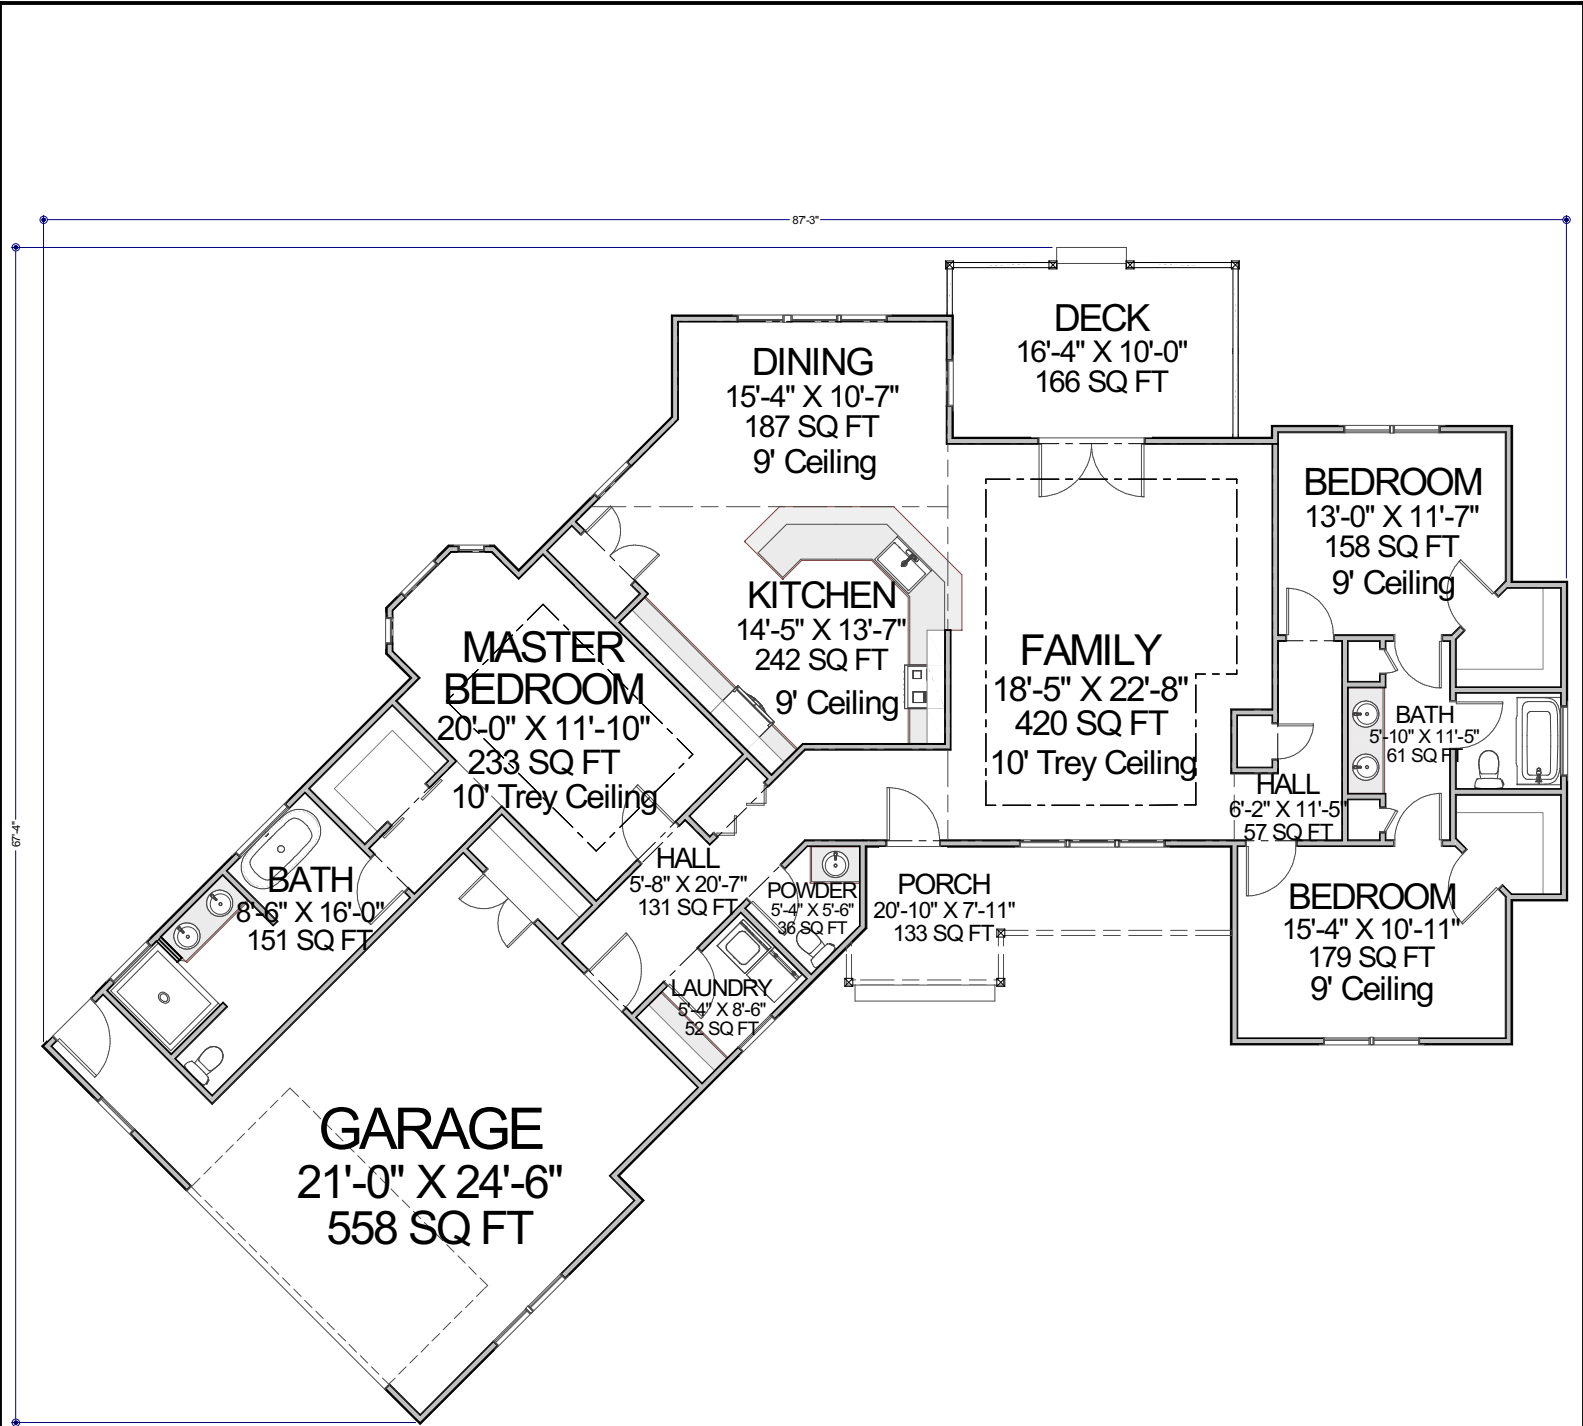 87'-3"
67'-4"
DECK
16'-4" X 10'-0"
166 SQ FT
DINING
15'-4" X 10'-7"
187 SQ FT
9' Ceiling
BEDROOM
13'-0" X 11'-7"
158 SQ FT
9' Ceiling
KITCHEN
14'-5" X 13'-7"
242 SQ FT
9' Ceiling
MASTER
BEDROOM
20'-0" X 11'-10"
233 SQ FT
10' Trey Ceiling
FAMILY
18'-5" X 22'-8"
420 SQ FT
10' Trey Ceiling
BATH
5'-10" X 11'-5"
61 SQ FT
HALL
6'-2" X 11'-5"
57 SQ FT
HALL
5'-8" X 20'-7"
131 SQ FT
BATH
8'-6" X 16'-0"
151 SQ FT
POWDER
5'-4" X 5'-6"
36 SQ FT
PORCH
20'-10" X 7'-11"
133 SQ FT
BEDROOM
15'-4" X 10'-11"
179 SQ FT
9' Ceiling
LAUNDRY
5'-4" X 8'-6"
52 SQ FT
GARAGE
21'-0" X 24'-6"
558 SQ FT